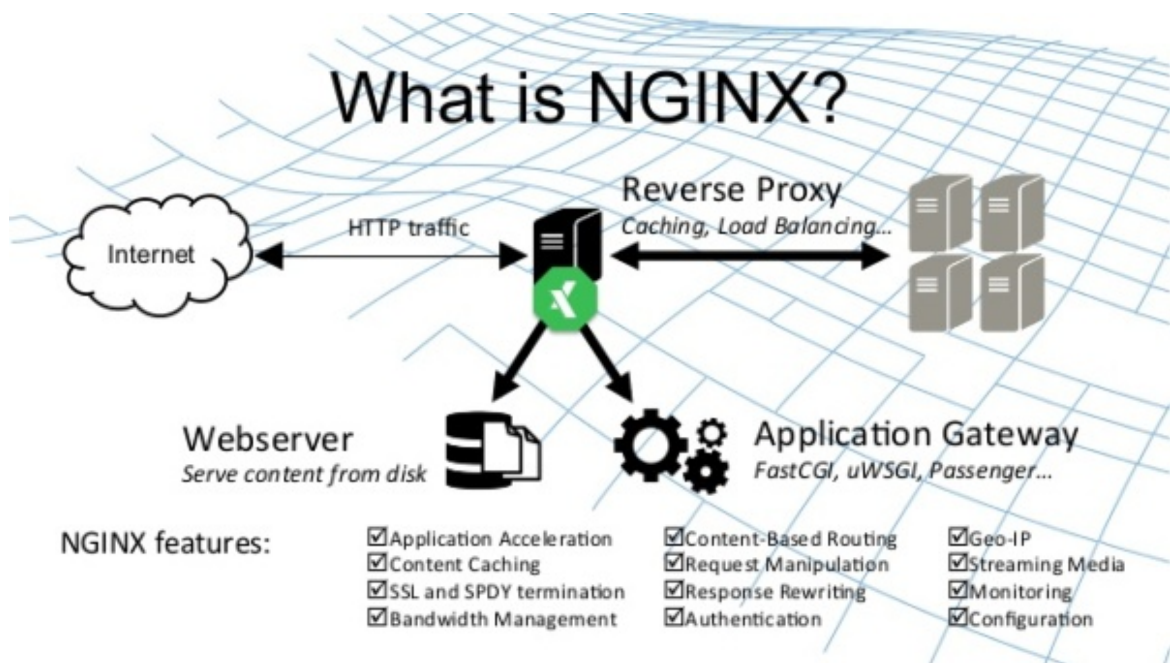 What is NGINX?
Reverse Proxy
Caching, Load Balancing...
HTTP traffic
Internet
Webserver
Serve content from disk
Application Gateway
FastCGI, uWSGI, Passenger...
NGINX features:
Application Acceleration
Content Caching
SSL and SPDY termination
Bandwidth Management
Content-Based Routing
Request Manipulation
Response Rewriting
Authentication
Geo-IP
Streaming Media
Monitoring
Configuration